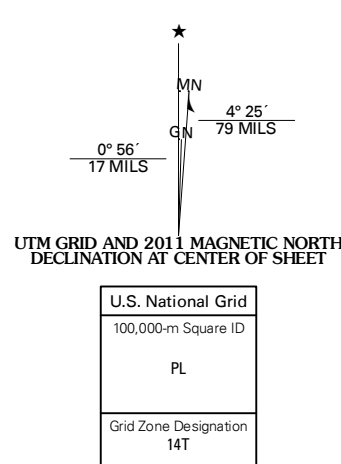 ★
MN
GN
4° 25´
79 MILS
0° 56´
17 MILS
UTM GRID AND 2011 MAGNETIC NORTH
DECLINATION AT CENTER OF SHEET
U.S. National Grid
100,000-m Square ID
PL
Grid Zone Designation
14T